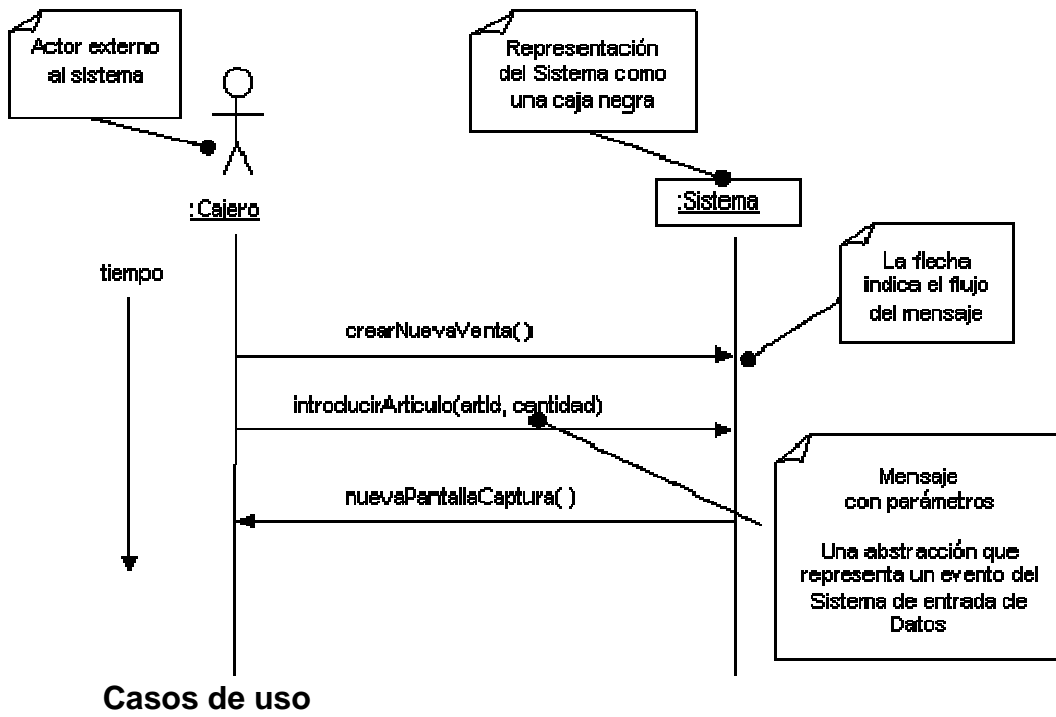 Actor externo
al sistema
Representación
del Sistema como
una caja negra
:Cajero
:Sistema
tiempo
La flecha
indica el flujo
del mensaje
crearNuevaVenta( )
introducirArticulo(artId, cantidad)
nuevaPantallaCaptura( )
Mensaje
con parámetros
Una abstracción que
representa un evento del
Sistema de entrada de
Datos
Casos de uso